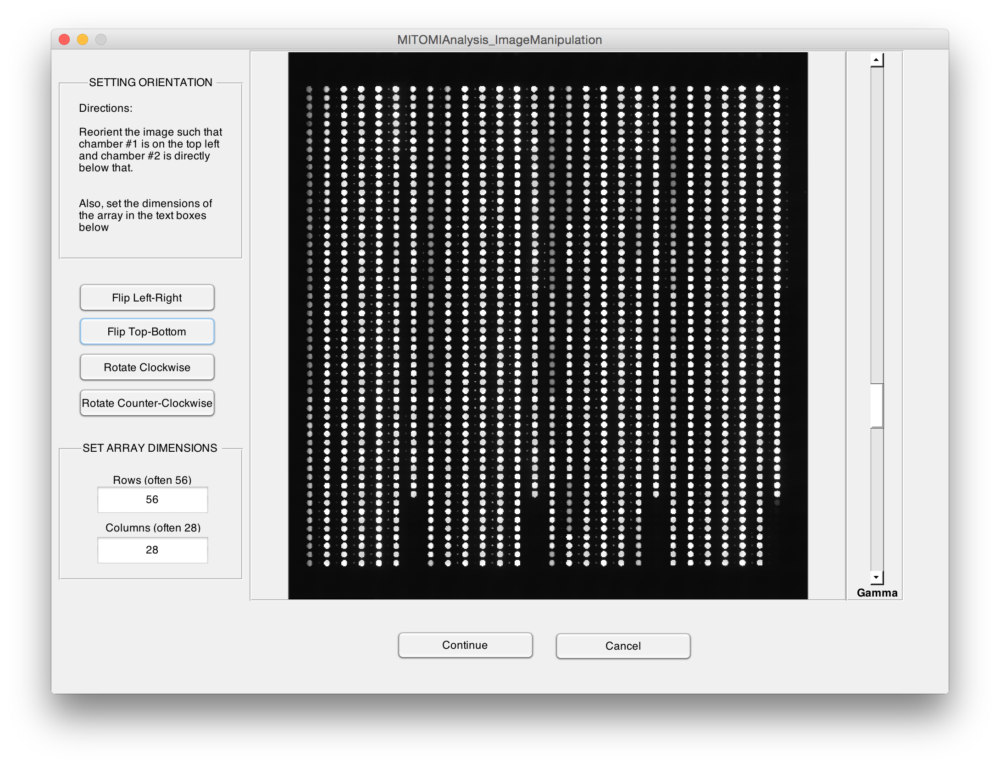 MITOMIAnalysis_ImageManipulation
SETTING ORIENTATION
Directions:
Reorient the image such that
chamber #1 is on the top left
and chamber #2 is directly
below that.
Also, set the dimensions of
the array in the text boxes
below
Flip Left-Right
Flip Top-Bottom
Rotate Clockwise
Rotate Counter-Clockwise
SET ARRAY DIMENSIONS
Rows (often 56)
56
Columns (often 28)
28
Gamma
Continue
Cancel